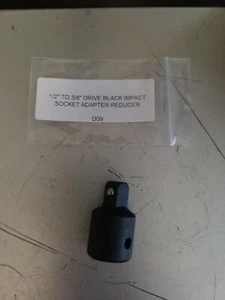 1/2" TO 3/8" DRIVE BLACK IMPACT
SOCKET ADAPTER REDUCER
D09